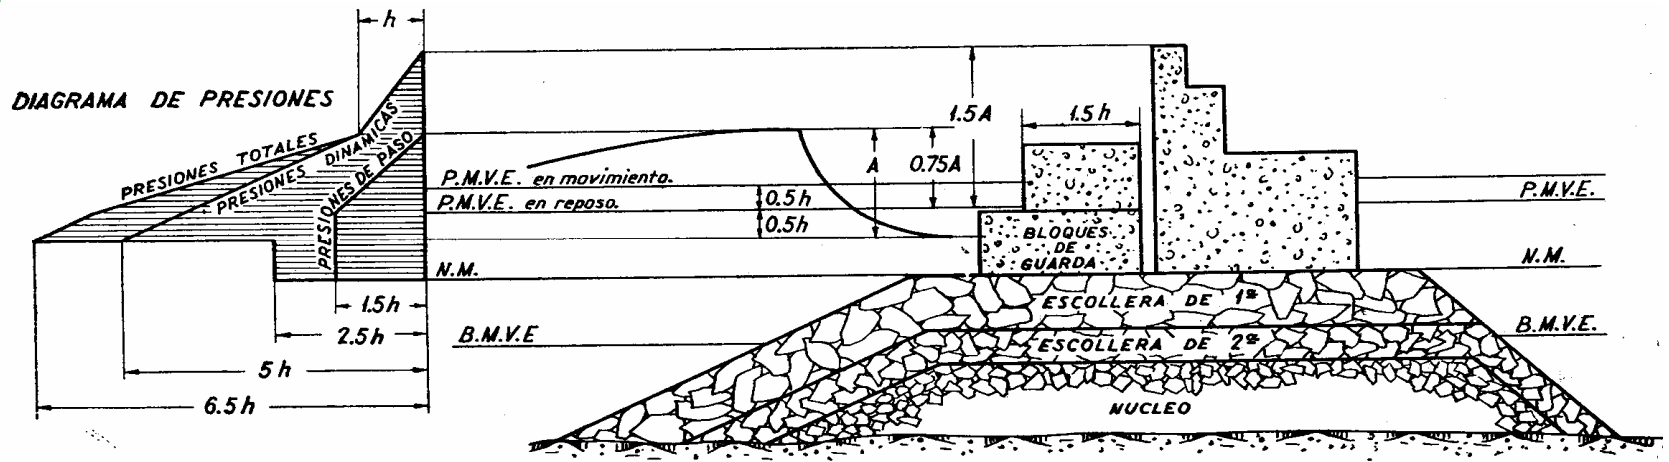 h
DIAGRAMA DE PRESIONES
PRESIONES TOTALES
PRESIONES DINAMICAS
PRESIONES DE PASO
1.5h
2.5h
5h
6.5h
P.M.V.E. en movimiento.
P.M.V.E. en reposo.
N.M.
B.M.V.E
0.5h
0.5h
A
0.75A
1.5A
1.5h
BLOQUES
DE
GUARDA
ESCOLLERA DE 1ª
ESCOLLERA DE 2ª
NUCLEO
P.M.V.E.
N.M.
B.M.V.E.